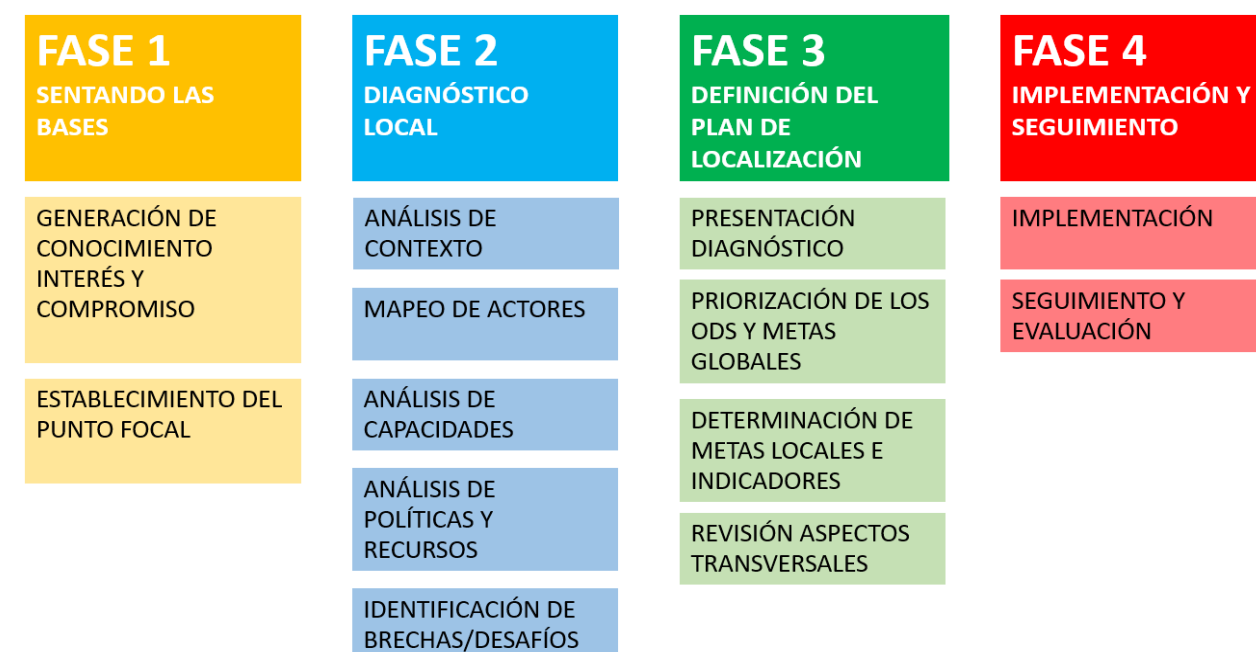 FASE 1
SENTANDO LAS
BASES
GENERACIÓN DE
CONOCIMIENTO
INTERÉS Y
COMPROMISO
ESTABLECIMIENTO DEL
PUNTO FOCAL
FASE 2
DIAGNÓSTICO
LOCAL
ANÁLISIS DE
CONTEXTO
MAPEO DE ACTORES
ANÁLISIS DE
CAPACIDADES
ANÁLISIS DE
POLÍTICAS Y
RECURSOS
IDENTIFICACIÓN DE
BRECHAS/DESAFÍOS
FASE 3
DEFINICIÓN DEL
PLAN DE
LOCALIZACIÓN
PRESENTACIÓN
DIAGNÓSTICO
PRIORIZACIÓN DE LOS
ODS Y METAS
GLOBALES
DETERMINACIÓN DE
METAS LOCALES E
INDICADORES
REVISIÓN ASPECTOS
TRANSVERSALES
FASE 4
IMPLEMENTACIÓN Y
SEGUIMIENTO
IMPLEMENTACIÓN
SEGUIMIENTO Y
EVALUACIÓN